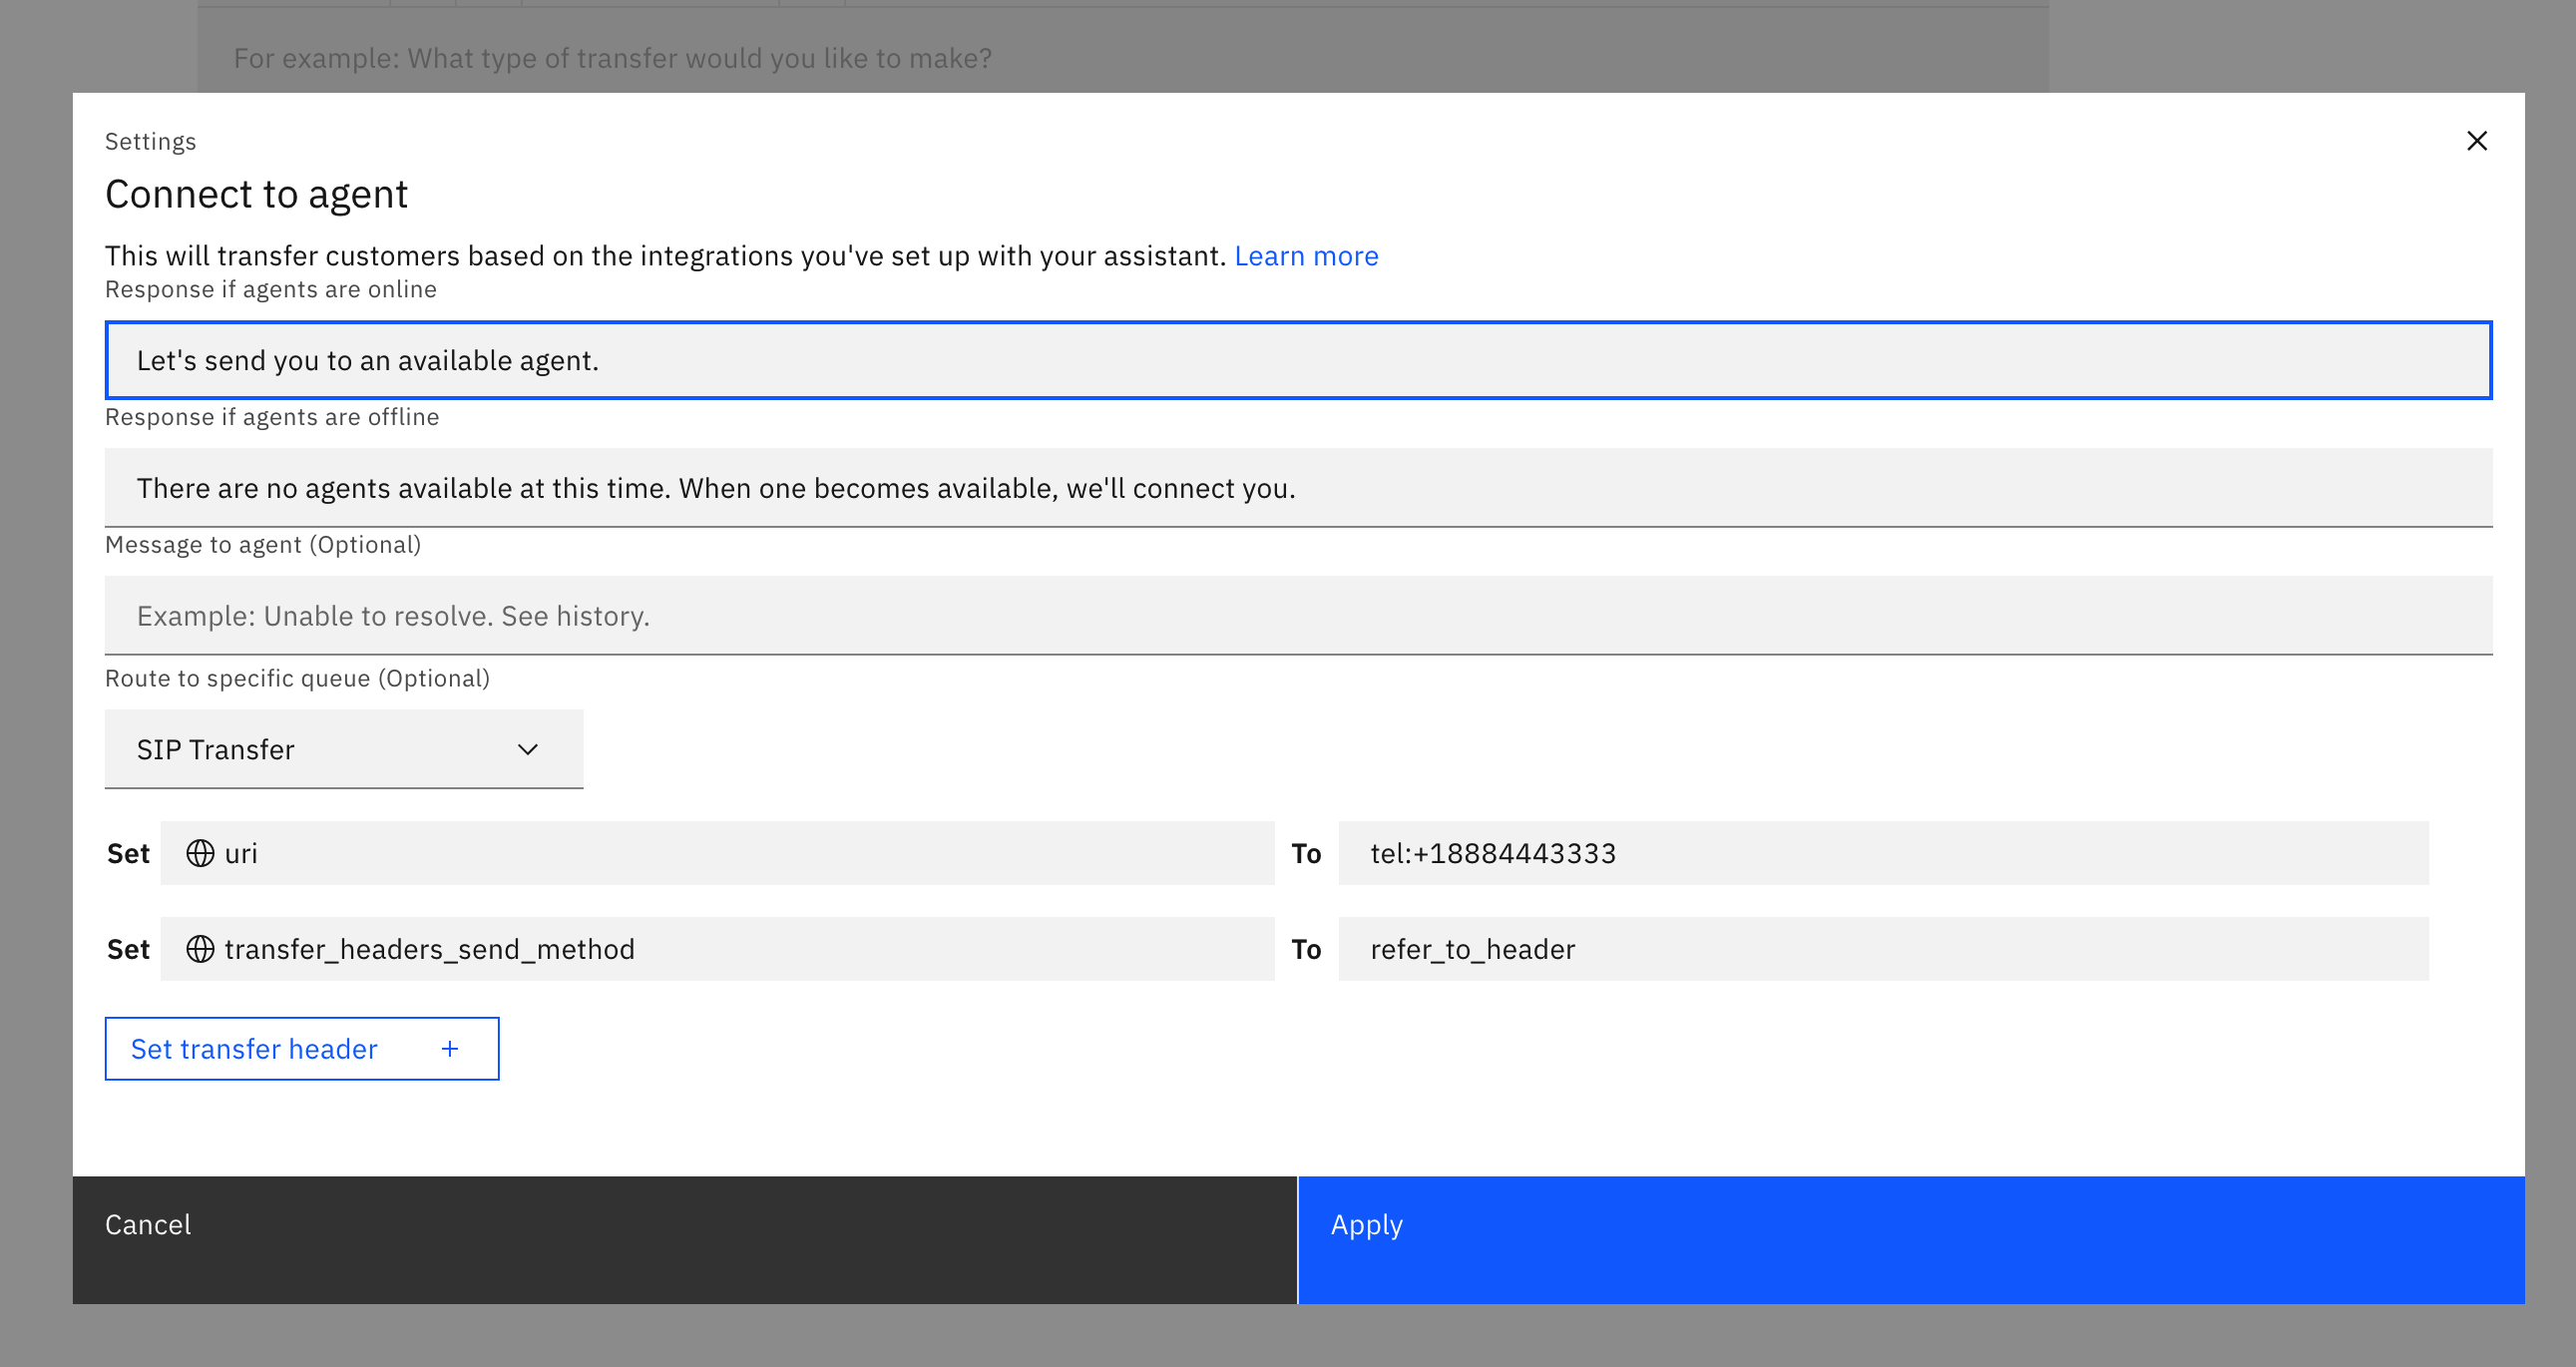 For example: What type of transfer would you like to make?
Settings
Connect to agent
This will transfer customers based on the integrations you've set up with your assistant. Learn more
Response if agents are online
Let's send you to an available agent.
Response if agents are offline
There are no agents available at this time. When one becomes available, we'll connect you.
Message to agent (Optional)
Example: Unable to resolve. See history.
Route to specific queue (Optional)
SIP Transfer
Set uri To tel:+18884443333
Set transfer_headers_send_method To refer_to_header
Set transfer header +
Cancel Apply